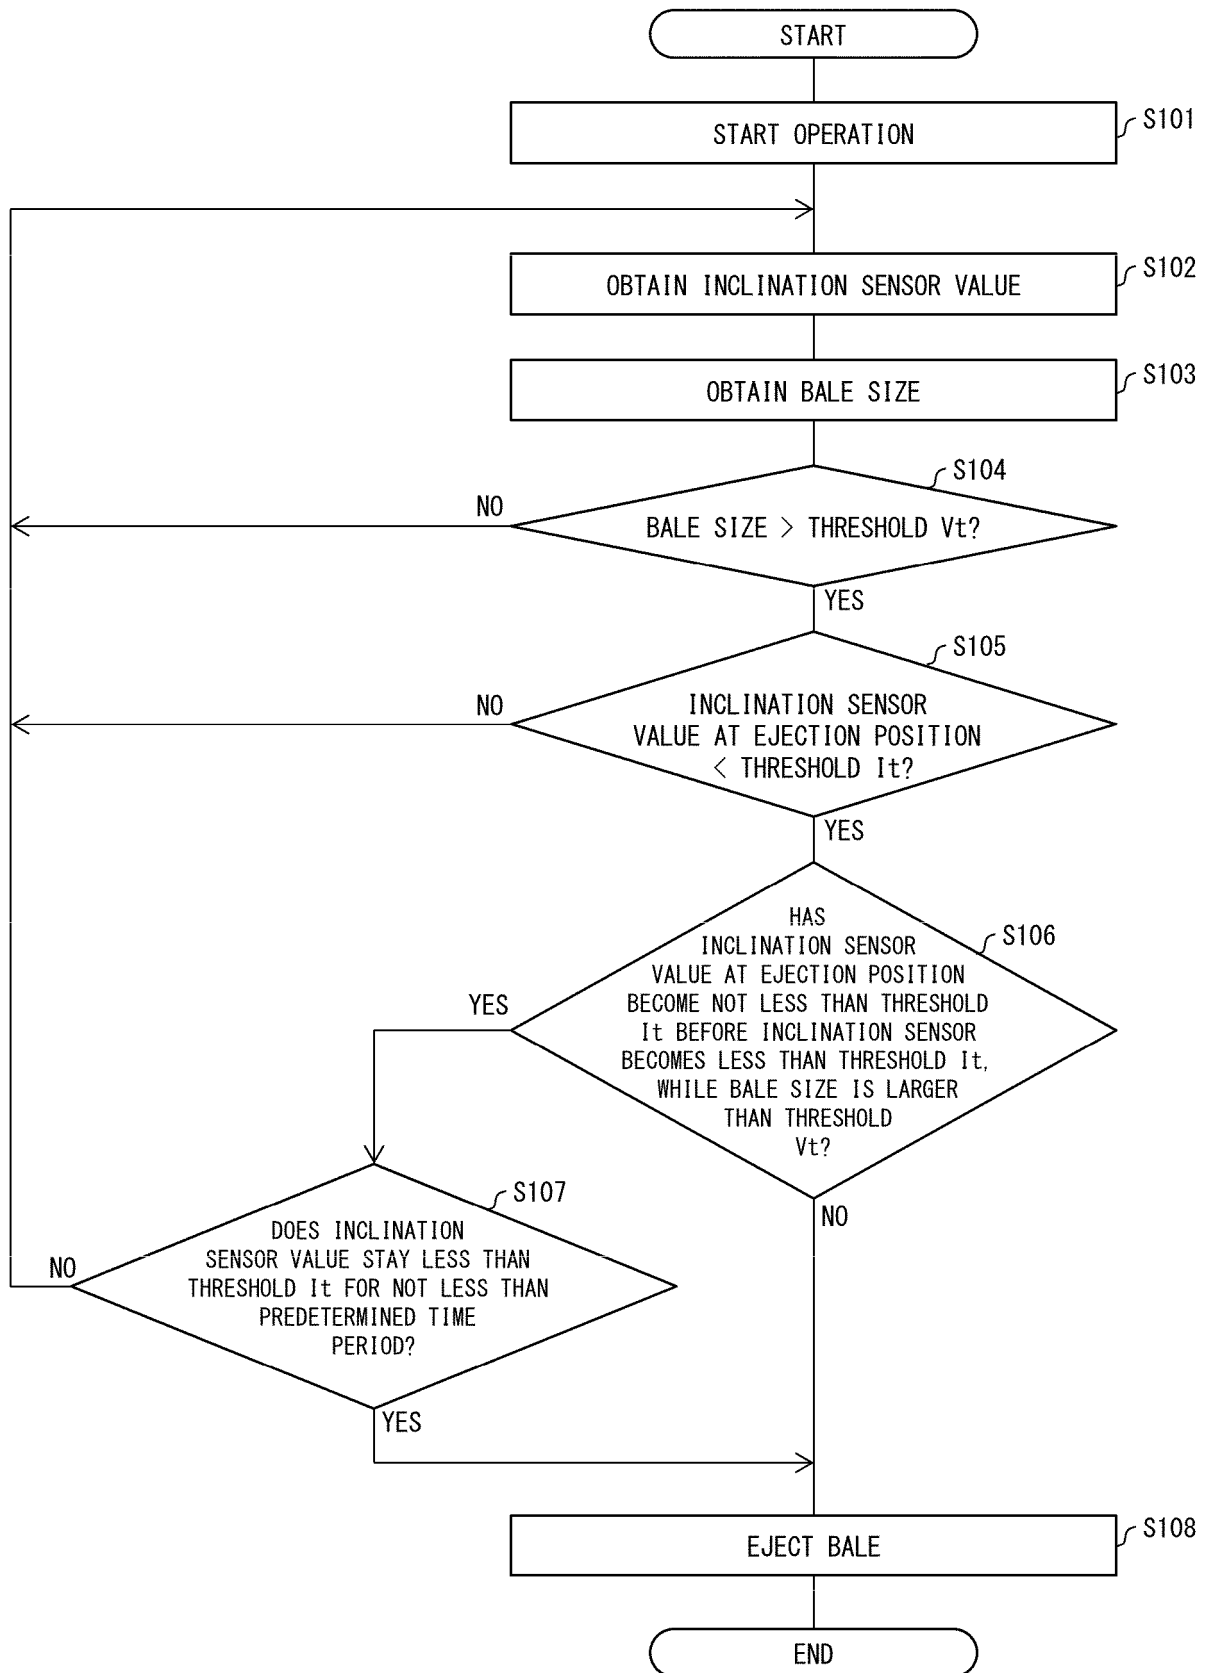 START
START OPERATION
S101
OBTAIN INCLINATION SENSOR VALUE
S102
OBTAIN BALE SIZE
S103
S104
NO
BALE SIZE > THRESHOLD Vt?
YES
S105
NO
INCLINATION SENSOR
VALUE AT EJECTION POSITION
< THRESHOLD It?
YES
S106
HAS
INCLINATION SENSOR
VALUE AT EJECTION POSITION
BECOME NOT LESS THAN THRESHOLD
It BEFORE INCLINATION SENSOR
BECOMES LESS THAN THRESHOLD It,
WHILE BALE SIZE IS LARGER
THAN THRESHOLD
Vt?
YES
NO
S107
DOES INCLINATION
SENSOR VALUE STAY LESS THAN
THRESHOLD It FOR NOT LESS THAN
PREDETERMINED TIME
PERIOD?
NO
YES
EJECT BALE
S108
END